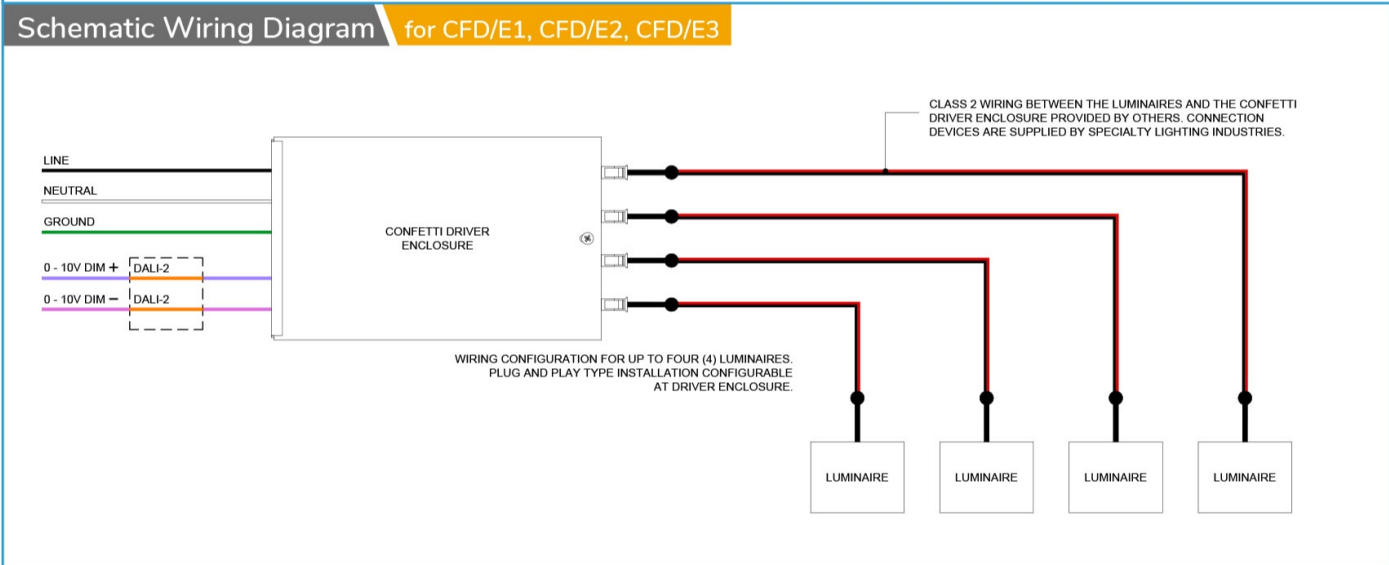 Schematic Wiring Diagram for CFD/E1, CFD/E2, CFD/E3
CLASS 2 WIRING BETWEEN THE LUMINAIRES AND THE CONFETTI
DRIVER ENCLOSURE PROVIDED BY OTHERS. CONNECTION
DEVICES ARE SUPPLIED BY SPECIALTY LIGHTING INDUSTRIES.
LINE
NEUTRAL
GROUND
0 - 10V DIM + DALI-2
0 - 10V DIM – DALI-2
CONFETTI DRIVER
ENCLOSURE
WIRING CONFIGURATION FOR UP TO FOUR (4) LUMINAIRES.
PLUG AND PLAY TYPE INSTALLATION CONFIGURABLE
AT DRIVER ENCLOSURE.
LUMINAIRE LUMINAIRE LUMINAIRE LUMINAIRE